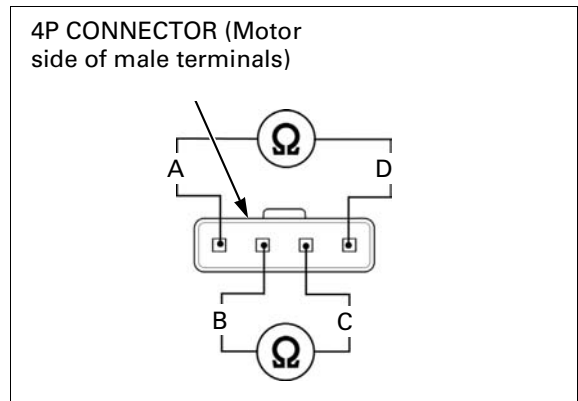 4P CONNECTOR (Motor
side of male terminals)
Ω
A D
B C
Ω